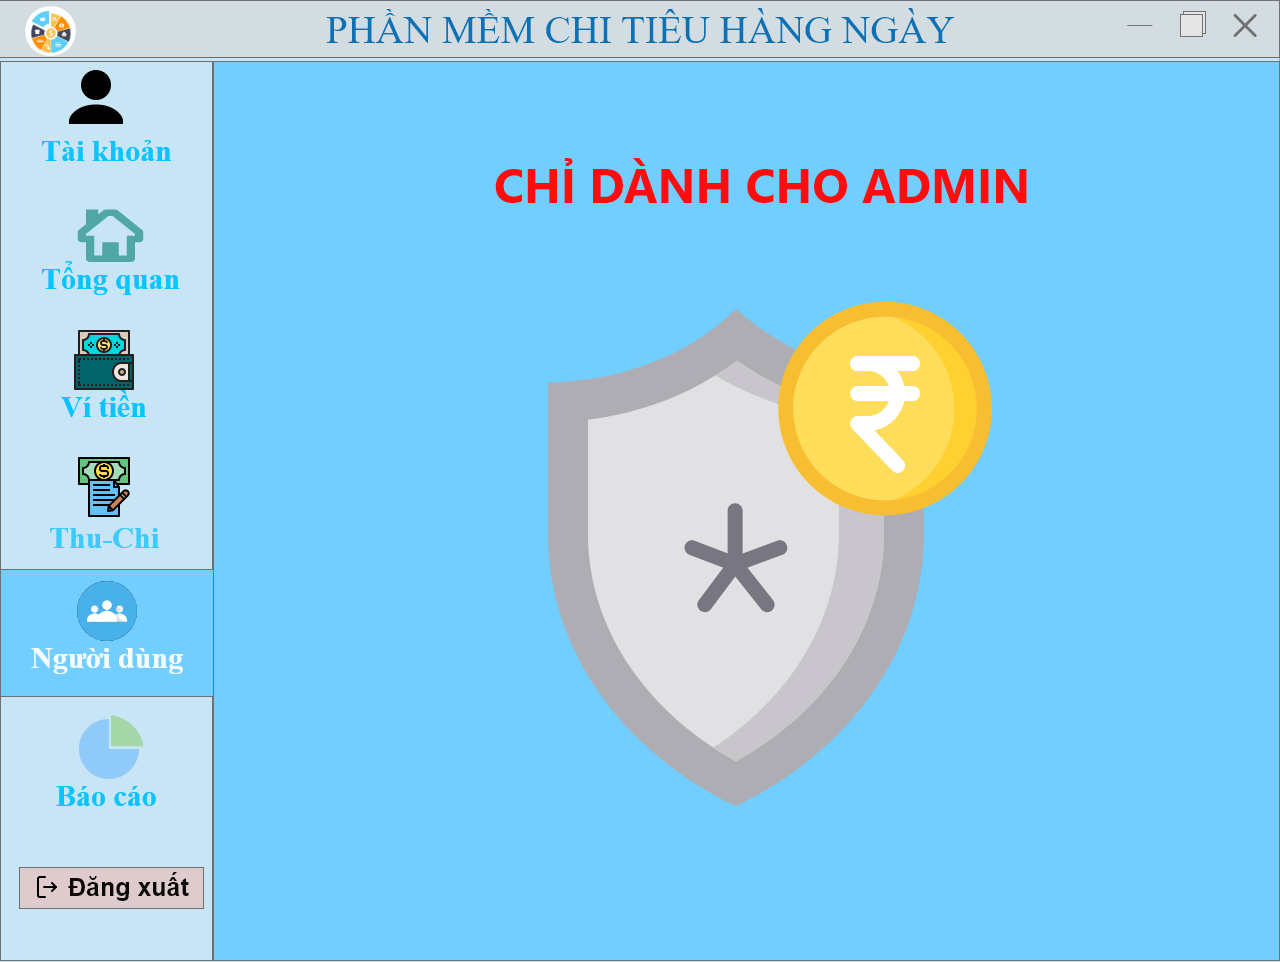 PHẦN MỀM CHI TIÊU HÀNG NGÀY
Tài khoản
Tổng quan
Ví tiền
Thu-Chi
Người dùng
Báo cáo
Đăng xuất
CHỈ DÀNH CHO ADMIN